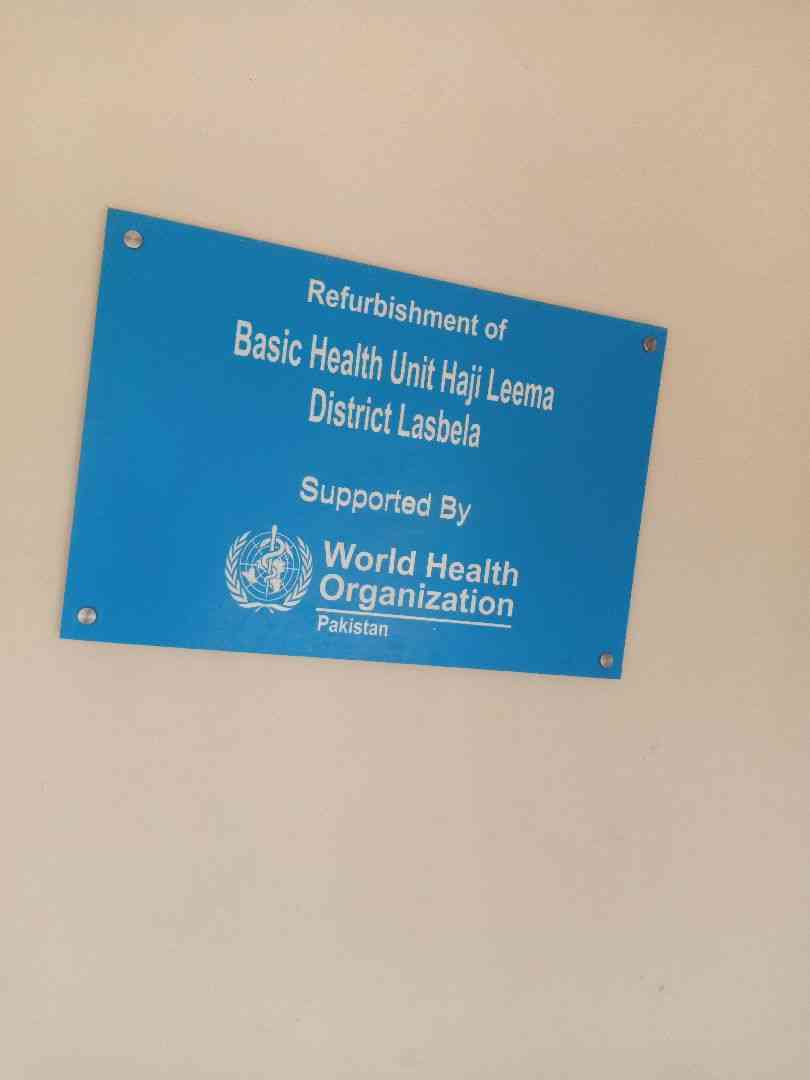 Refurbishment of
Basic Health Unit Haji Leema
District Lasbela
Supported By
World Health
Organization
Pakistan